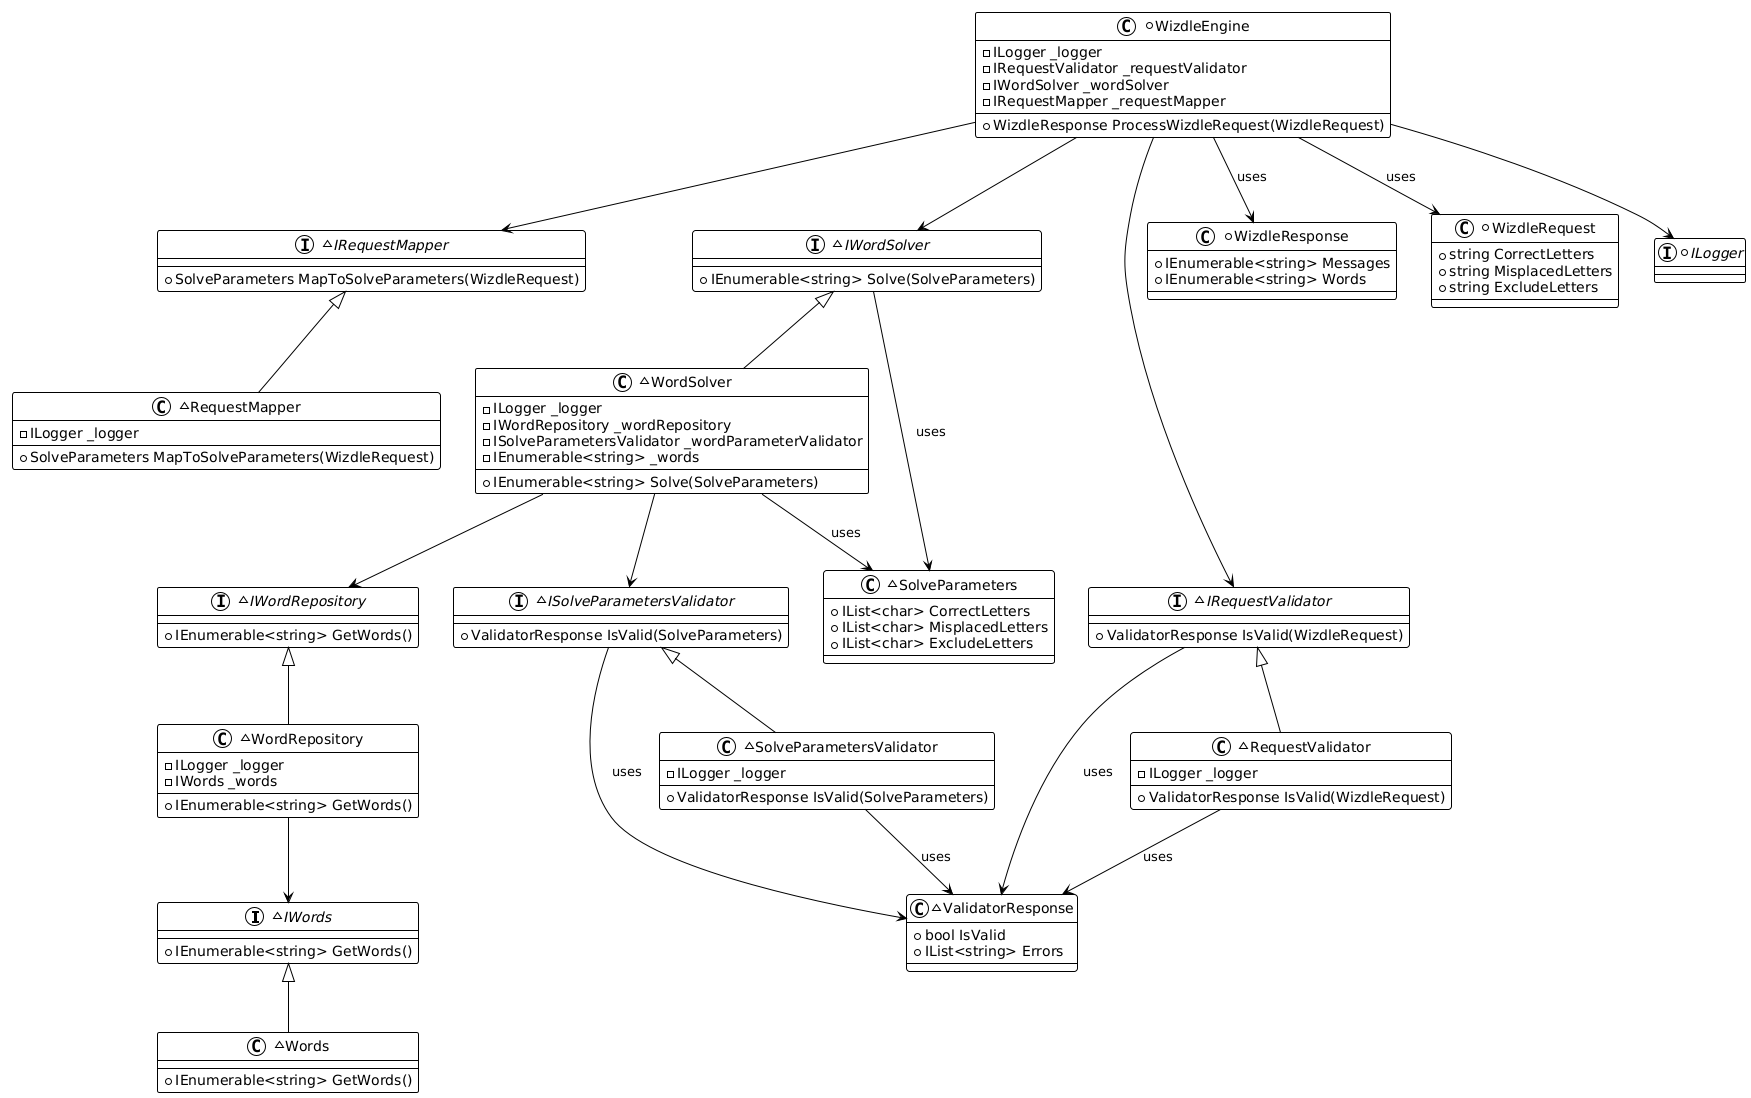 C WizdleEngine
ILogger _logger
IRequestValidator _requestValidator
IWordSolver _wordSolver
IRequestMapper _requestMapper
WizdleResponse ProcessWizdleRequest(WizdleRequest)
uses
uses
I ~IRequestMapper
SolveParameters MapToSolveParameters(WizdleRequest)
I ~IWordSolver
IEnumerable<string> Solve(SolveParameters)
C WizdleResponse
IEnumerable<string> Messages
IEnumerable<string> Words
C WizdleRequest
string CorrectLetters
string MisplacedLetters
string ExcludeLetters
I ILogger
C ~RequestMapper
ILogger _logger
SolveParameters MapToSolveParameters(WizdleRequest)
C ~WordSolver
ILogger _logger
IWordRepository _wordRepository
ISolveParametersValidator _wordParameterValidator
IEnumerable<string> _words
IEnumerable<string> Solve(SolveParameters)
uses
uses
I ~IWordRepository
IEnumerable<string> GetWords()
I ~ISolveParametersValidator
ValidatorResponse IsValid(SolveParameters)
C ~SolveParameters
IList<char> CorrectLetters
IList<char> MisplacedLetters
IList<char> ExcludeLetters
I ~IRequestValidator
ValidatorResponse IsValid(WizdleRequest)
C ~WordRepository
ILogger _logger
IWords _words
IEnumerable<string> GetWords()
uses
C ~SolveParametersValidator
ILogger _logger
ValidatorResponse IsValid(SolveParameters)
uses
C ~RequestValidator
ILogger _logger
ValidatorResponse IsValid(WizdleRequest)
uses
uses
I ~IWords
IEnumerable<string> GetWords()
C ~ValidatorResponse
bool IsValid
IList<string> Errors
C ~Words
IEnumerable<string> GetWords()